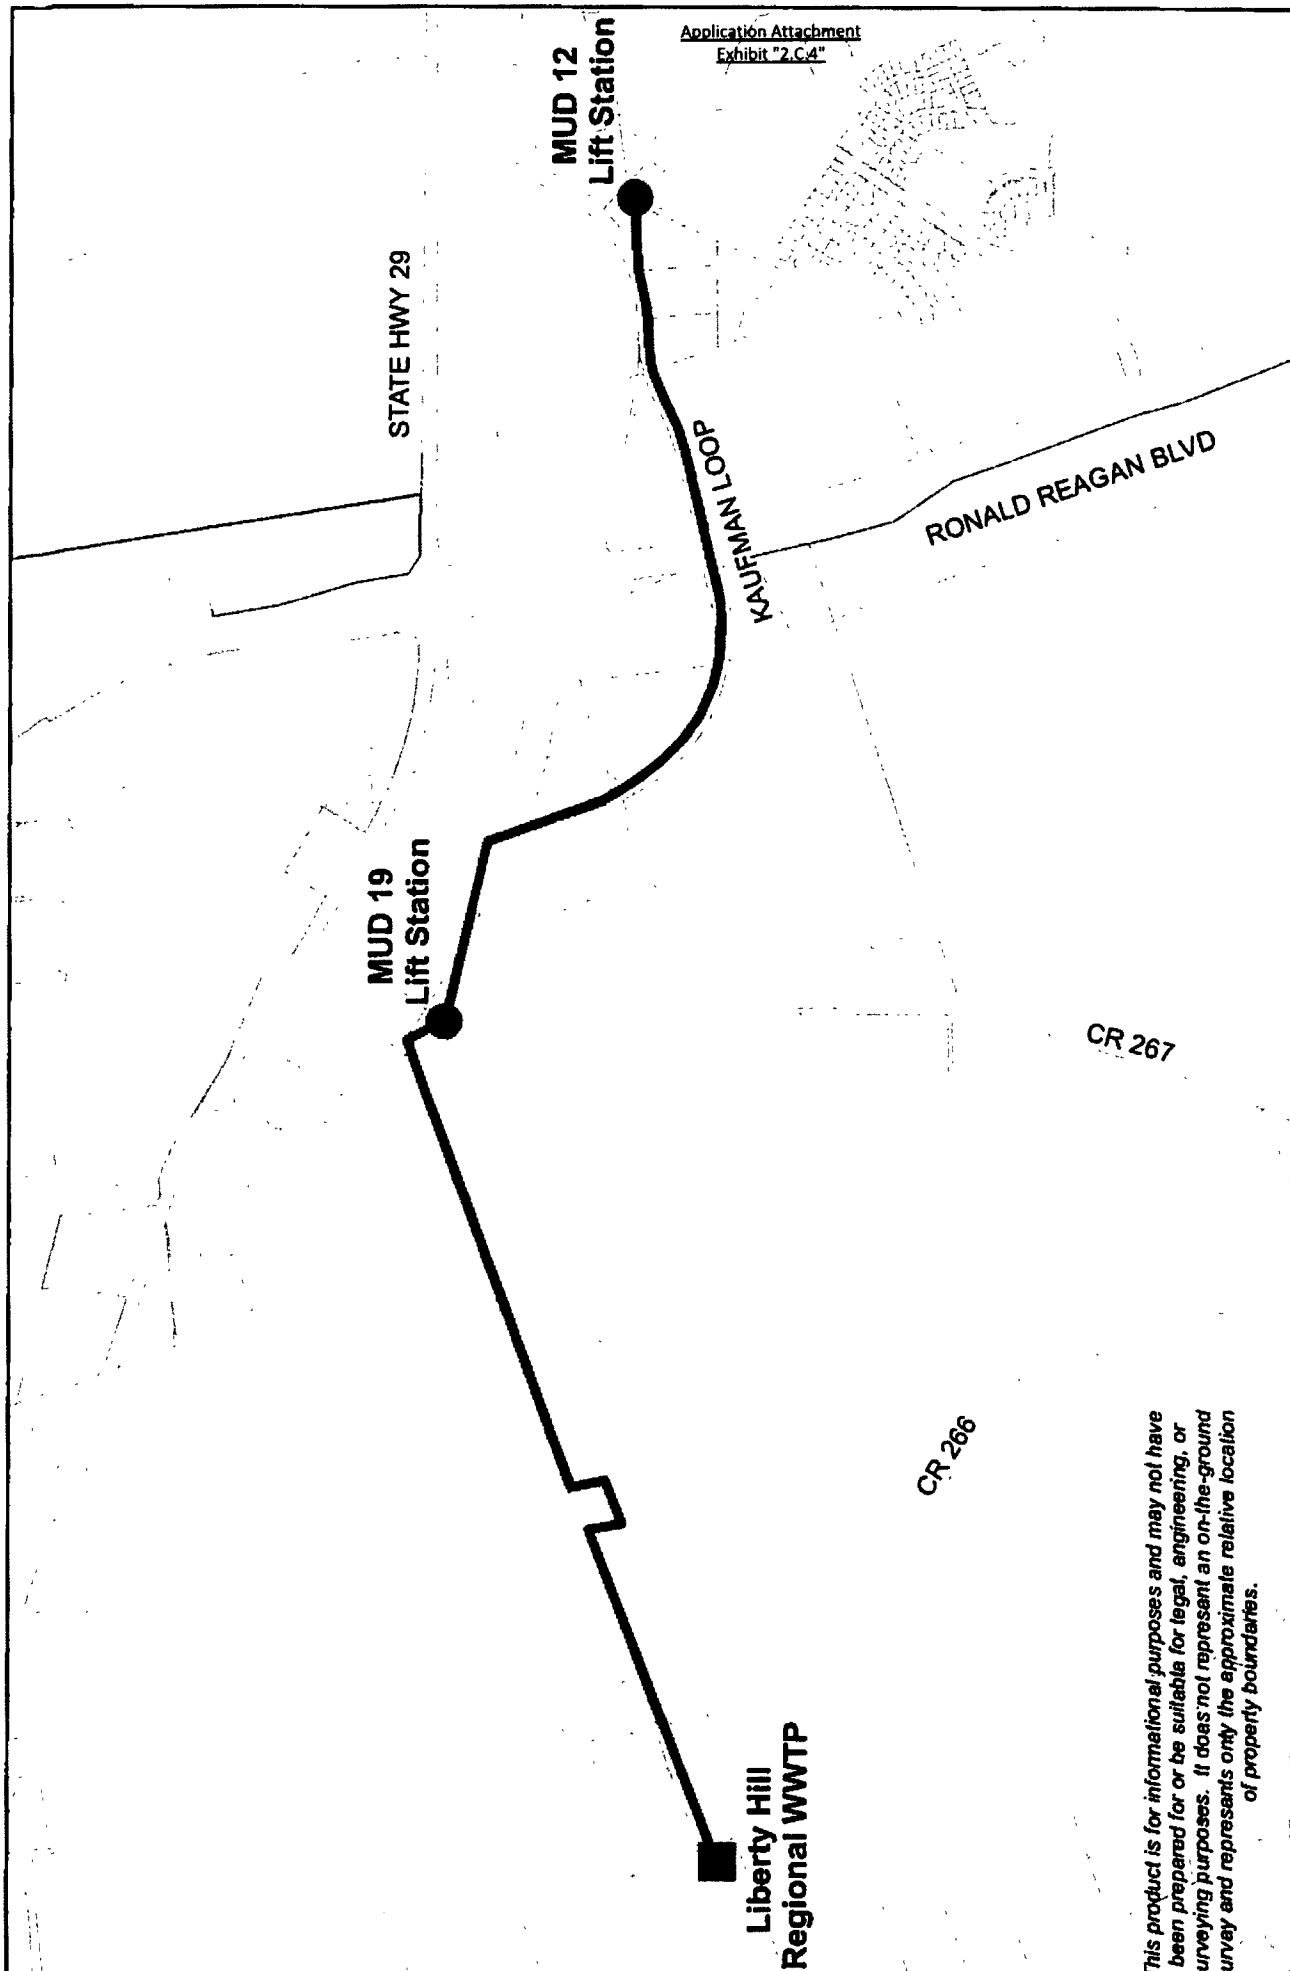 Application Attachment
Exhibit "2.C.4"
MUD 12
Lift Station
STATE HWY 29
KAUFMAN LOOP
RONALD REAGAN BLVD
MUD 19
Lift Station
CR 267
CR 266
Liberty Hill
Regional WWTP
This product is for informational purposes and may not have
been prepared for or be suitable for legal, engineering, or
urveying purposes. It does not represent an on-the-ground
urvey and represents only the approximate relative location
of property boundaries.